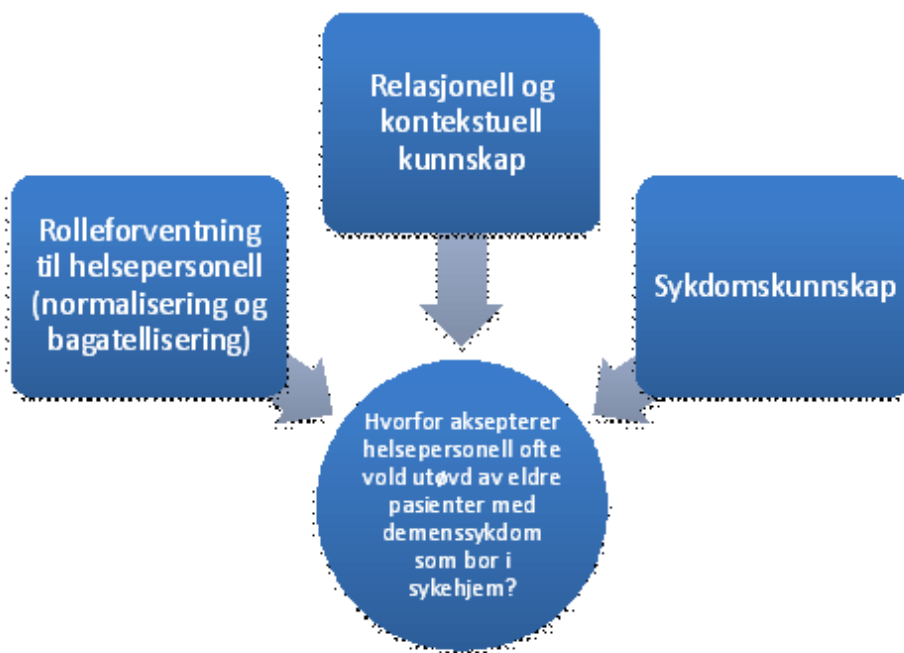 Relasjonell og
kontekstuell
kunnskap
Rolleforventning
til helsepersonell
(normalisering og
bagatellisering)
Sykdomskunnskap
Hvorfor aksepterer
helsepersonell ofte
vold utøvd av eldre
pasienter med
demenssykdom
som bor i
sykehjem?